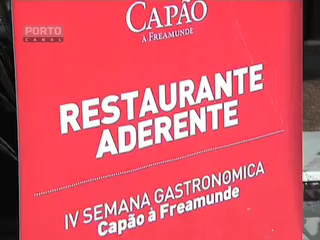 PORTO
CANAL
CAPÃO
À FREAMUNDE
RESTAURANTE
ADERENTE
IV SEMANA GASTRONOMICA
Capão à Freamunde